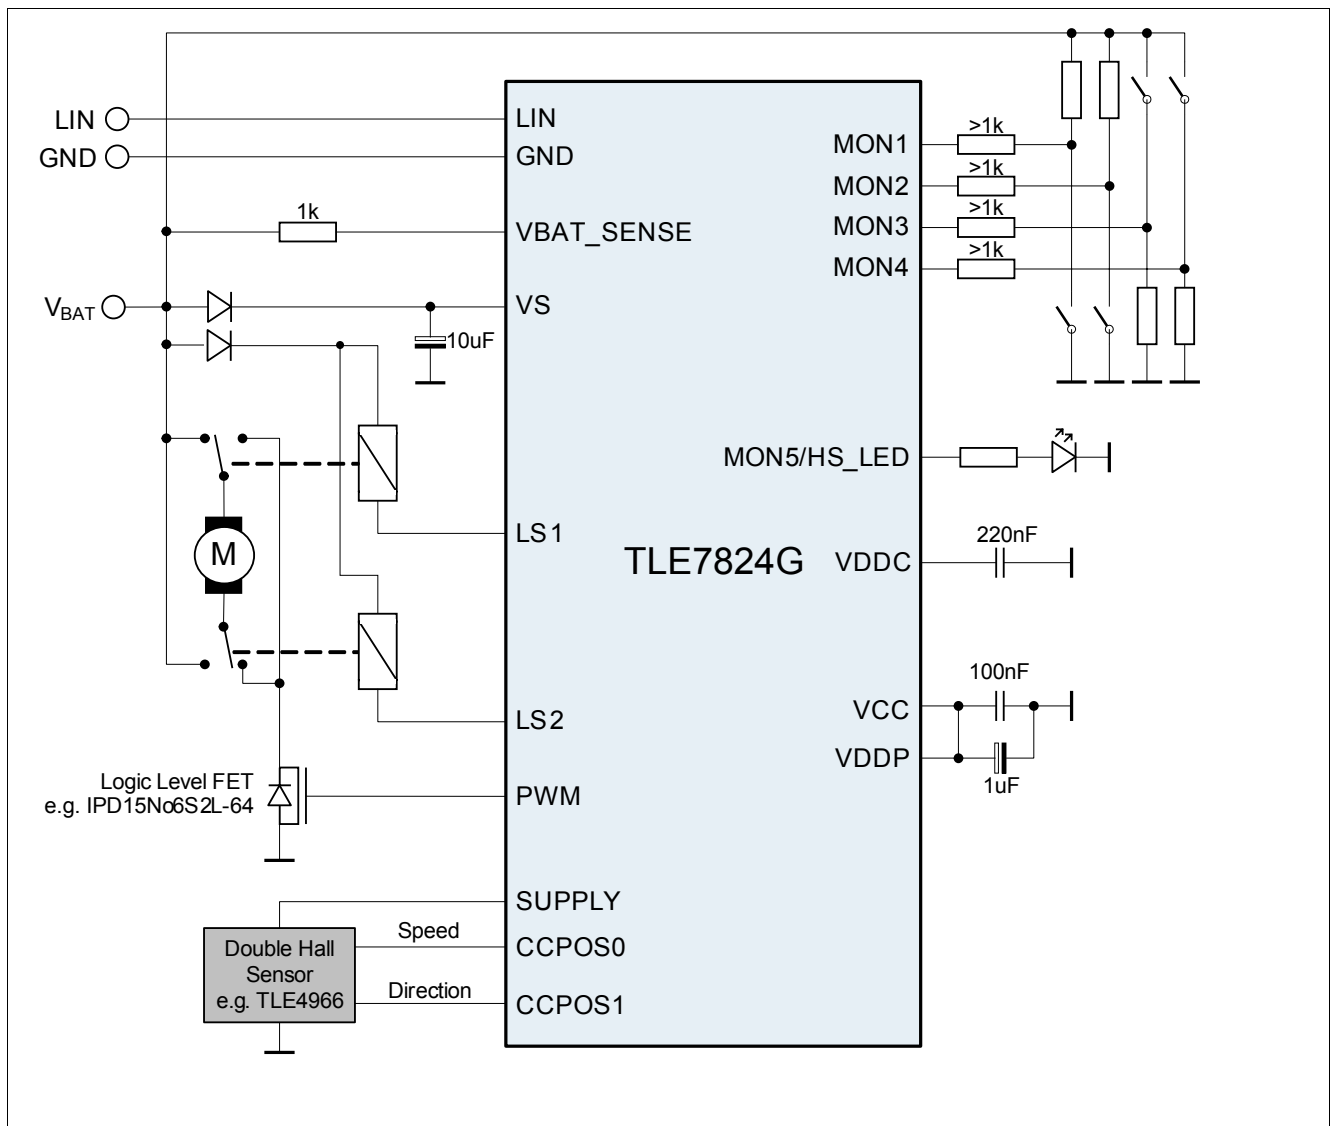 LIN
GND
VBAT
LIN
GND
1k
VBAT_SENSE
VS
10uF
LS1
M
LS2
Logic Level FET
e.g. IPD15No6S2L-64
PWM
SUPPLY
Speed
CCPOS0
Direction
CCPOS1
Double Hall
Sensor
e.g. TLE4966
TLE7824G
MON1
>1k
MON2
>1k
MON3
>1k
MON4
>1k
MON5/HS_LED
220nF
VDDC
100nF
VCC
VDDP
1uF